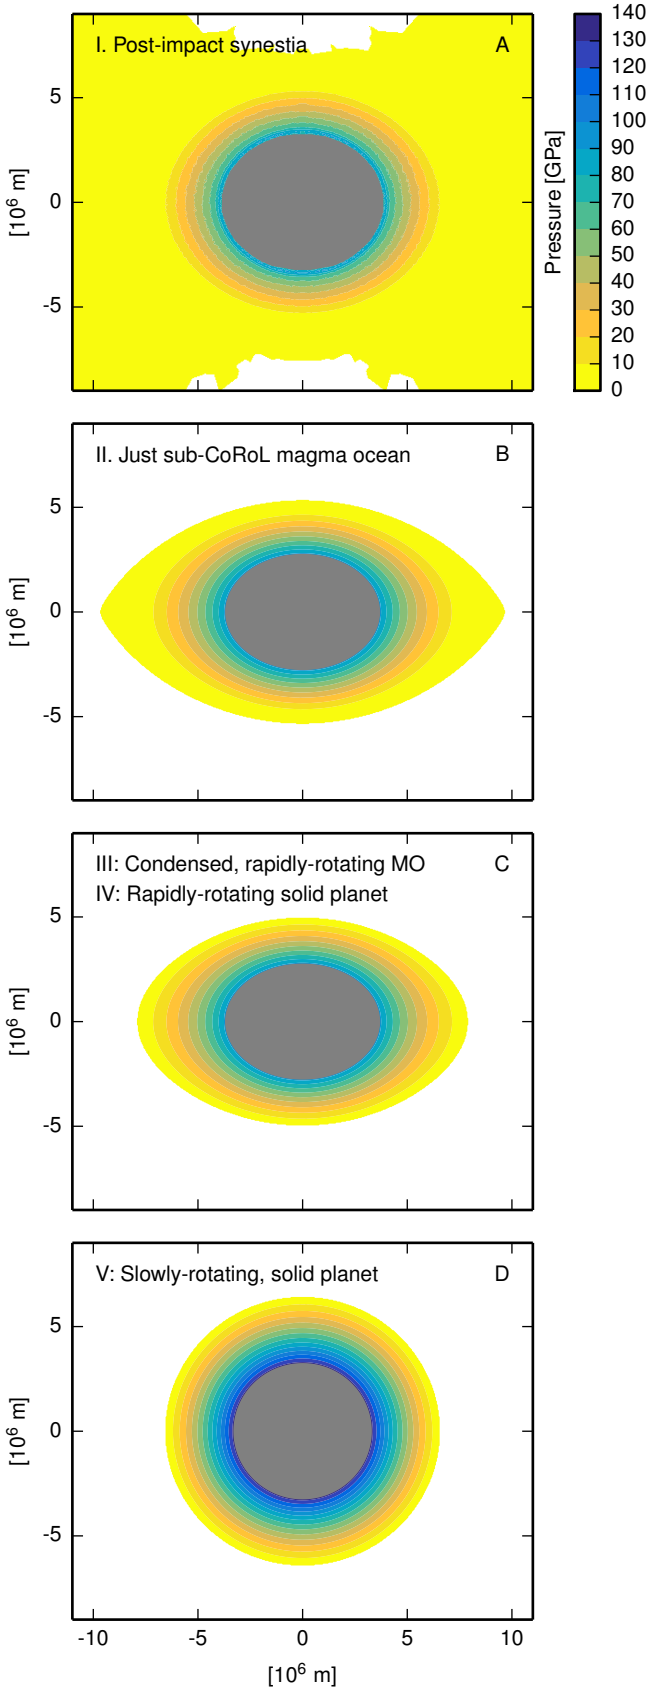 I. Post-impact synestia A
5
0
-5
[10⁶ m]
140
130
120
110
100
90
80
70
60
50
40
30
20
10
0
Pressure [GPa]
II. Just sub-CoRoL magma ocean B
5
0
-5
[10⁶ m]
III: Condensed, rapidly-rotating MO C
IV: Rapidly-rotating solid planet
5
0
-5
[10⁶ m]
V: Slowly-rotating, solid planet D
5
0
-5
[10⁶ m]
-10 -5 0 5 10
[10⁶ m]